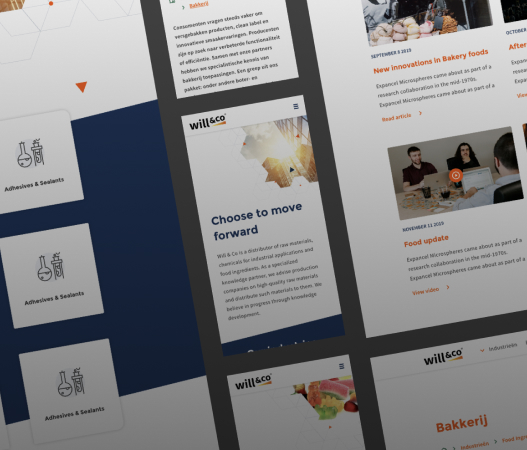 Adhesives & Sealants
Adhesives & Sealants
Adhesives & Sealants
Bakkerij
Consumenten vragen steeds vaker om
versgebakken producten, clean label en
innovatieve smaakervaringen. Producenten
zijn op zoek naar verbeterde functionaliteit
of efficiëntie. Samen met onze partners
hebben we specialistische kennis van
bakkerij toepassingen. Een greep uit ons
pakket: onder andere boter- en
will&co
Choose to move
forward
Will & Co is a distributor of raw materials,
chemicals for industrial applications and
food ingredients. As a specialized
knowledge partner, we advise production
companies on high-quality raw materials
and distribute such materials to them. We
believe in progress through knowledge
development.
will&co
SEPTEMBER 5 2019
New innovations in Bakery foods
Expancel Microspheres came about as part of a
research collaboration in the mid-1970s.
Expancel Microspheres came about as part of a
Read article
NOVEMBER 11 2019
Food update
Expancel Microspheres came about as part of a
research collaboration in the mid-1970s.
Expancel Microspheres came about as part of a
View video
OCTOBER
After
will&co
Industrieën
Bakkerij
Industrieën
Food ingr